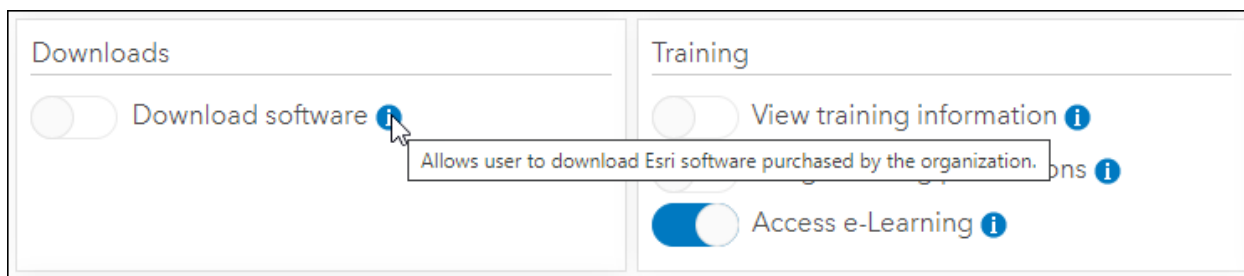 Downloads
Download software
Allows user to download Esri software purchased by the organization.
Training
View training information
Access e-Learning